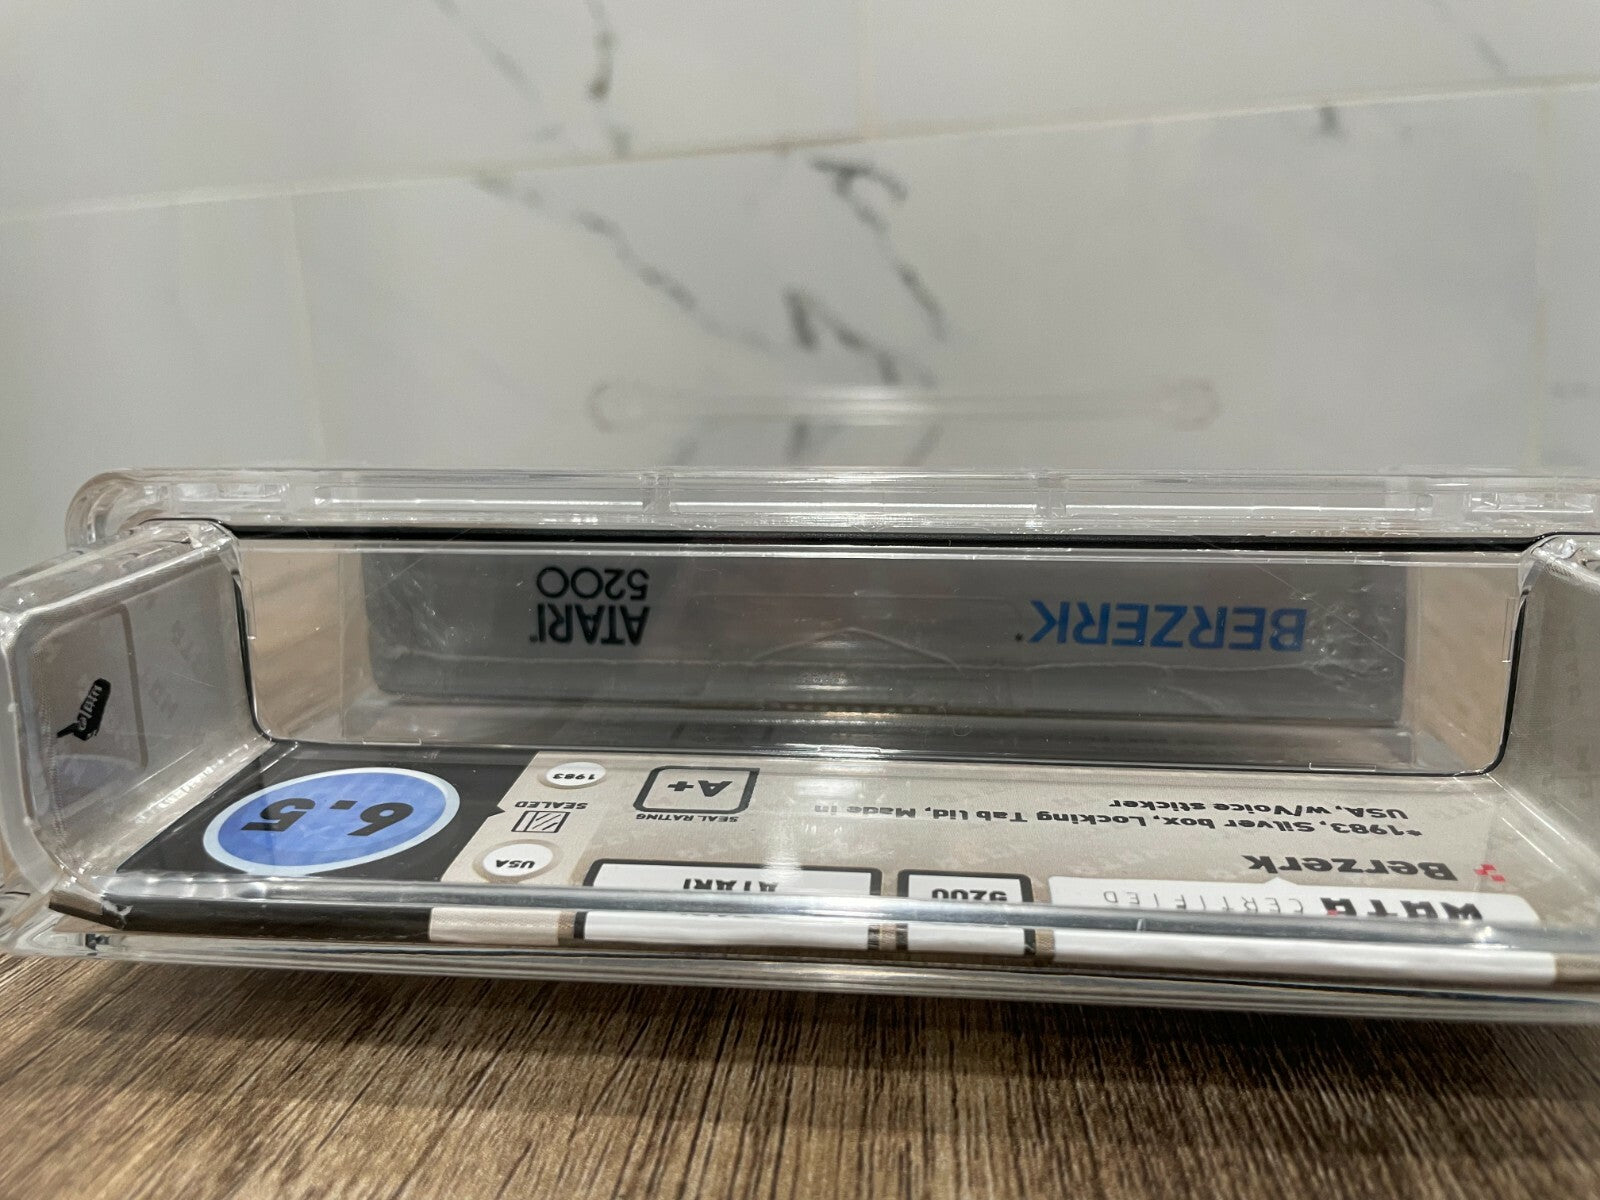 BERZERK*
ATARI®
5200
WATA CERTIFIED
5200
ATARI
USA
Berzerk
*1983, Silver box, Locking Tab Lid, Made in
USA, w/Voice sticker
SEAL RATING
A+
SEALED
1983
6.5
wata